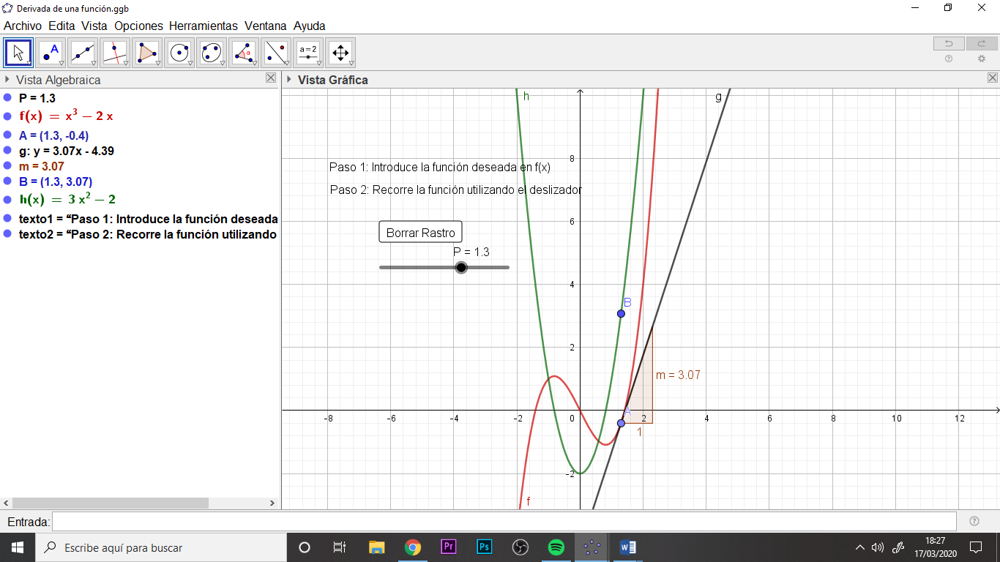 Derivada de una función.ggb
Archivo Edita Vista Opciones Herramientas Ventana Ayuda
A
α
a=2
Vista Algebraica
Vista Gráfica
P = 1.3
f(x) = x³ − 2 x
A = (1.3, -0.4)
g: y = 3.07x - 4.39
m = 3.07
B = (1.3, 3.07)
h(x) = 3 x² − 2
texto1 = “Paso 1: Introduce la función deseada
texto2 = “Paso 2: Recorre la función utilizando
h
g
8
Paso 1: Introduce la función deseada en f(x)
Paso 2: Recorre la función utilizando el deslizador
6
Borrar Rastro
P = 1.3
4
B
2
m = 3.07
A
-8 -6 -4 -2 0 2 4 6 8 10 12
1
-2
f
Entrada:
Escribe aquí para buscar
Pr
Ps
W
18:27
17/03/2020